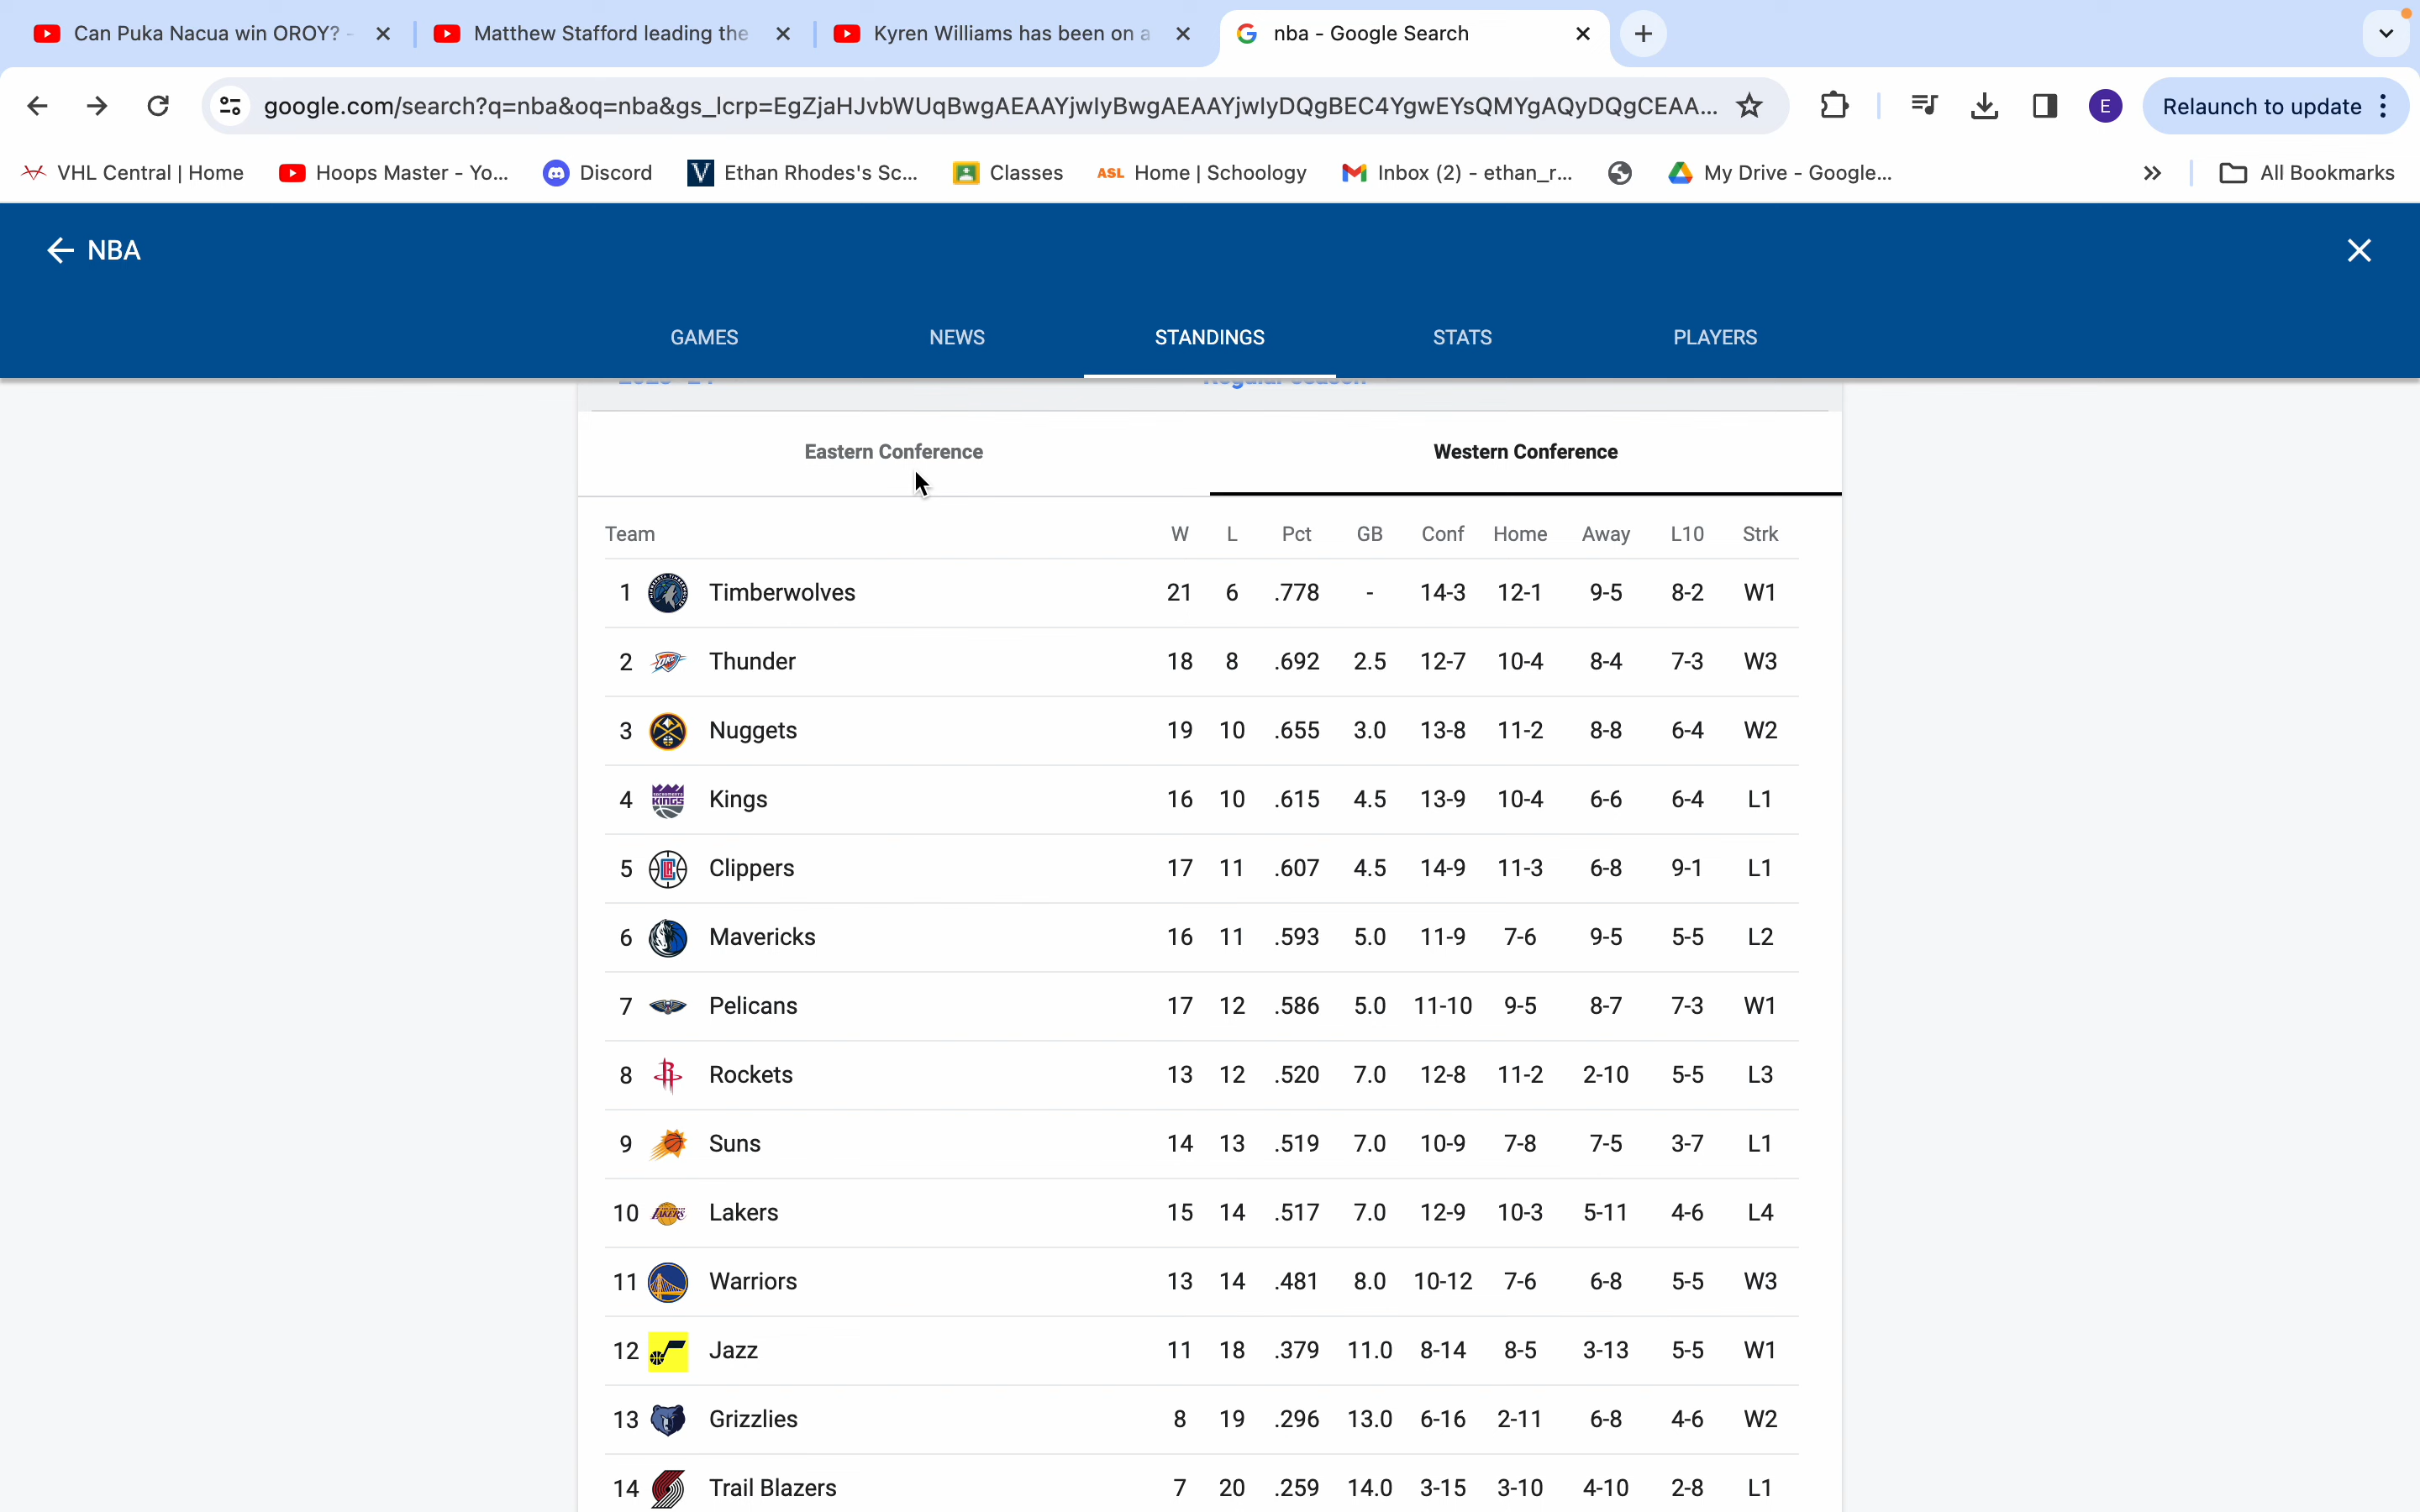 Can Puka Nacua win OROY? -
Matthew Stafford leading the
Kyren Williams has been on a
nba - Google Search
google.com/search?q=nba&oq=nba&gs_lcrp=EgZjaHJvbWUqBwgAEAAYjwIyBwgAEAAYjwIyDQgBEC4YgwEYsQMYgAQyDQgCEAA...
E
Relaunch to update
VHL Central | Home
Hoops Master - Yo...
Discord
V Ethan Rhodes's Sc...
Classes
ASL Home | Schoology
Inbox (2) - ethan_r...
My Drive - Google...
All Bookmarks
NBA
GAMES NEWS STANDINGS STATS PLAYERS
Eastern Conference Western Conference
Team W L Pct GB Conf Home Away L10 Strk
1 Timberwolves 21 6 .778 - 14-3 12-1 9-5 8-2 W1
2 Thunder 18 8 .692 2.5 12-7 10-4 8-4 7-3 W3
3 Nuggets 19 10 .655 3.0 13-8 11-2 8-8 6-4 W2
4 Kings 16 10 .615 4.5 13-9 10-4 6-6 6-4 L1
5 Clippers 17 11 .607 4.5 14-9 11-3 6-8 9-1 L1
6 Mavericks 16 11 .593 5.0 11-9 7-6 9-5 5-5 L2
7 Pelicans 17 12 .586 5.0 11-10 9-5 8-7 7-3 W1
8 Rockets 13 12 .520 7.0 12-8 11-2 2-10 5-5 L3
9 Suns 14 13 .519 7.0 10-9 7-8 7-5 3-7 L1
10 Lakers 15 14 .517 7.0 12-9 10-3 5-11 4-6 L4
11 Warriors 13 14 .481 8.0 10-12 7-6 6-8 5-5 W3
12 Jazz 11 18 .379 11.0 8-14 8-5 3-13 5-5 W1
13 Grizzlies 8 19 .296 13.0 6-16 2-11 6-8 4-6 W2
14 Trail Blazers 7 20 .259 14.0 3-15 3-10 4-10 2-8 L1